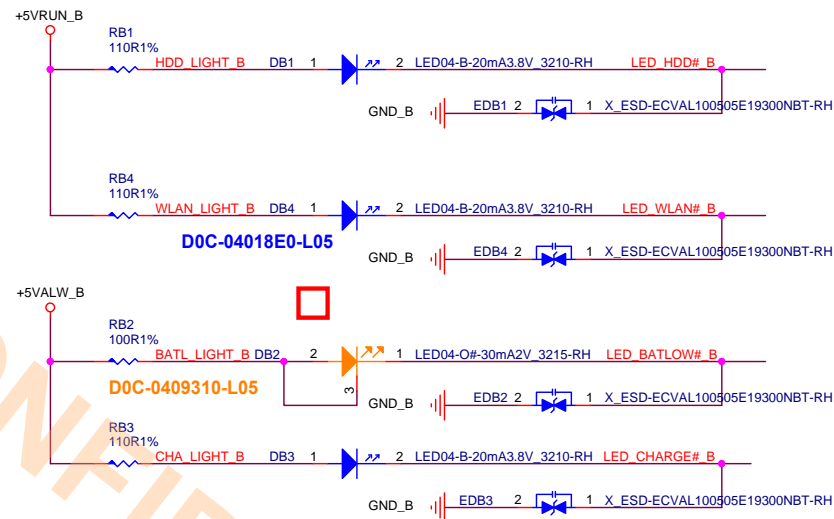 +5VRUN_B
RB1
110R1%
HDD_LIGHT_B DB1 1 2 LED04-B-20mA3.8V_3210-RH LED_HDD#_B
GND_B EDB1 2 1 X_ESD-ECVAL100505E19300NBT-RH
RB4
110R1%
WLAN_LIGHT_B DB4 1 2 LED04-B-20mA3.8V_3210-RH LED_WLAN#_B
D0C-04018E0-L05
GND_B EDB4 2 1 X_ESD-ECVAL100505E19300NBT-RH
+5VALW_B
RB2
100R1%
BATL_LIGHT_B DB2 2 1 LED04-O#-30mA2V_3215-RH LED_BATLOW#_B
D0C-0409310-L05
3
GND_B EDB2 2 1 X_ESD-ECVAL100505E19300NBT-RH
RB3
110R1%
CHA_LIGHT_B DB3 1 2 LED04-B-20mA3.8V_3210-RH LED_CHARGE#_B
GND_B EDB3 2 1 X_ESD-ECVAL100505E19300NBT-RH